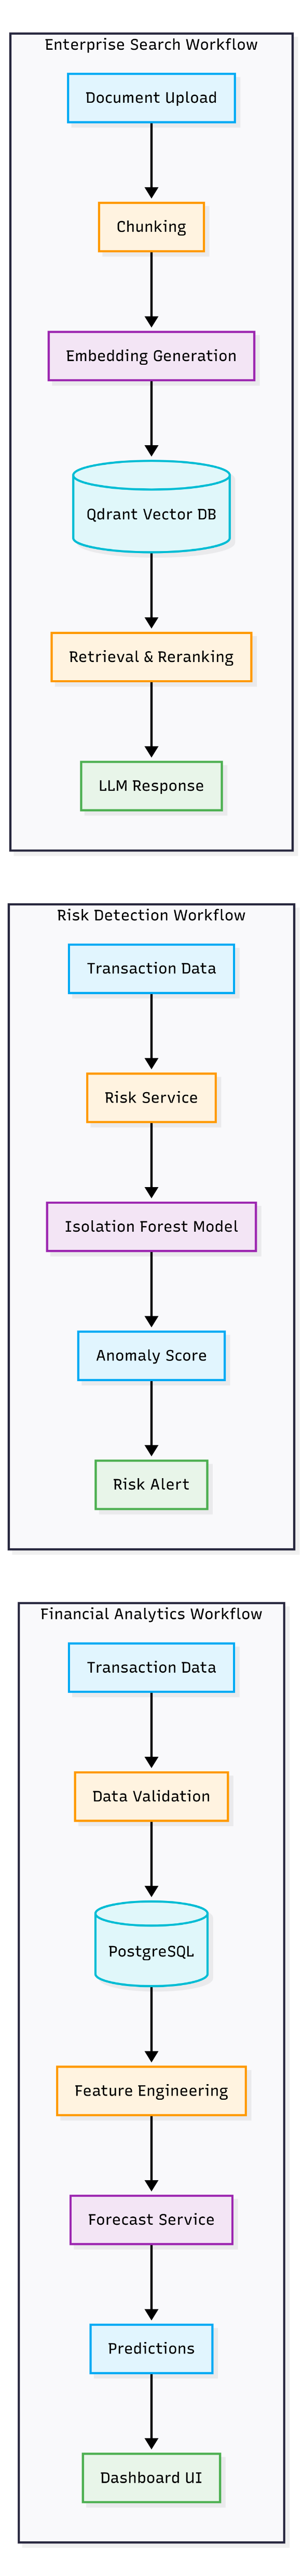 Enterprise Search Workflow
Document Upload
Chunking
Embedding Generation
Qdrant Vector DB
Retrieval & Reranking
LLM Response
Risk Detection Workflow
Transaction Data
Risk Service
Isolation Forest Model
Anomaly Score
Risk Alert
Financial Analytics Workflow
Transaction Data
Data Validation
PostgreSQL
Feature Engineering
Forecast Service
Predictions
Dashboard UI